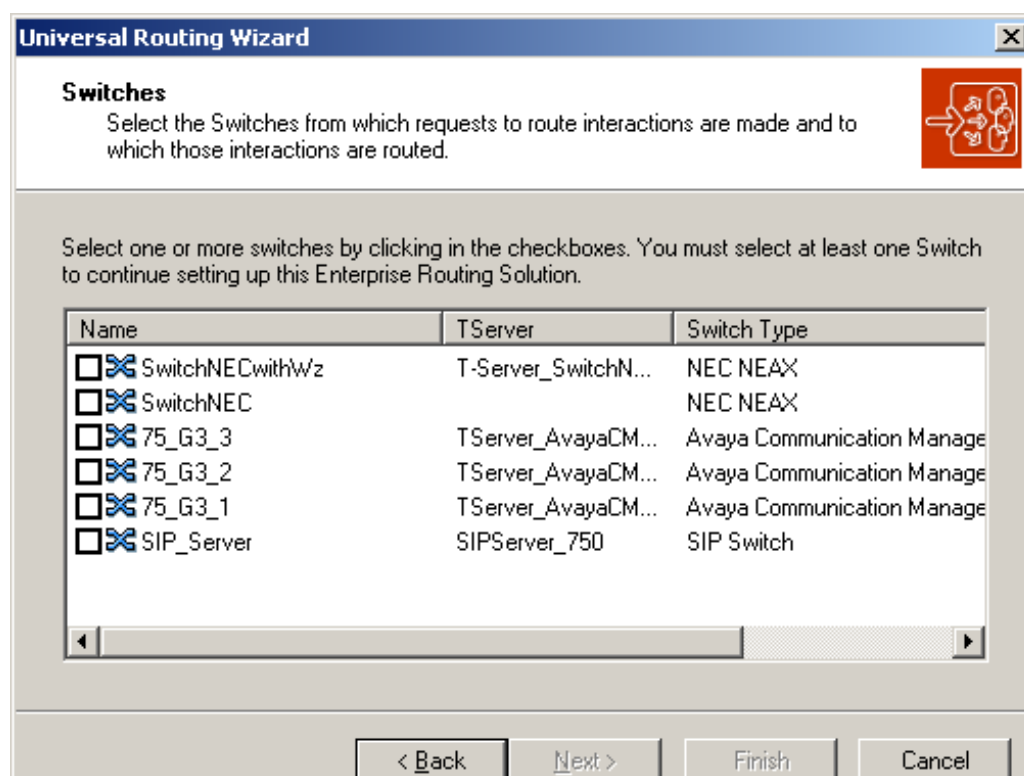 Universal Routing Wizard
Switches
Select the Switches from which requests to route interactions are made and to
which those interactions are routed.
Select one or more switches by clicking in the checkboxes. You must select at least one Switch
to continue setting up this Enterprise Routing Solution.
Name TServer Switch Type
SwitchNECwithWz T-Server_SwitchN... NEC NEAX
SwitchNEC NEC NEAX
75_G3_3 TServer_AvayaCM... Avaya Communication Manage
75_G3_2 TServer_AvayaCM... Avaya Communication Manage
75_G3_1 TServer_AvayaCM... Avaya Communication Manage
SIP_Server SIPServer_750 SIP Switch
< Back Next > Finish Cancel